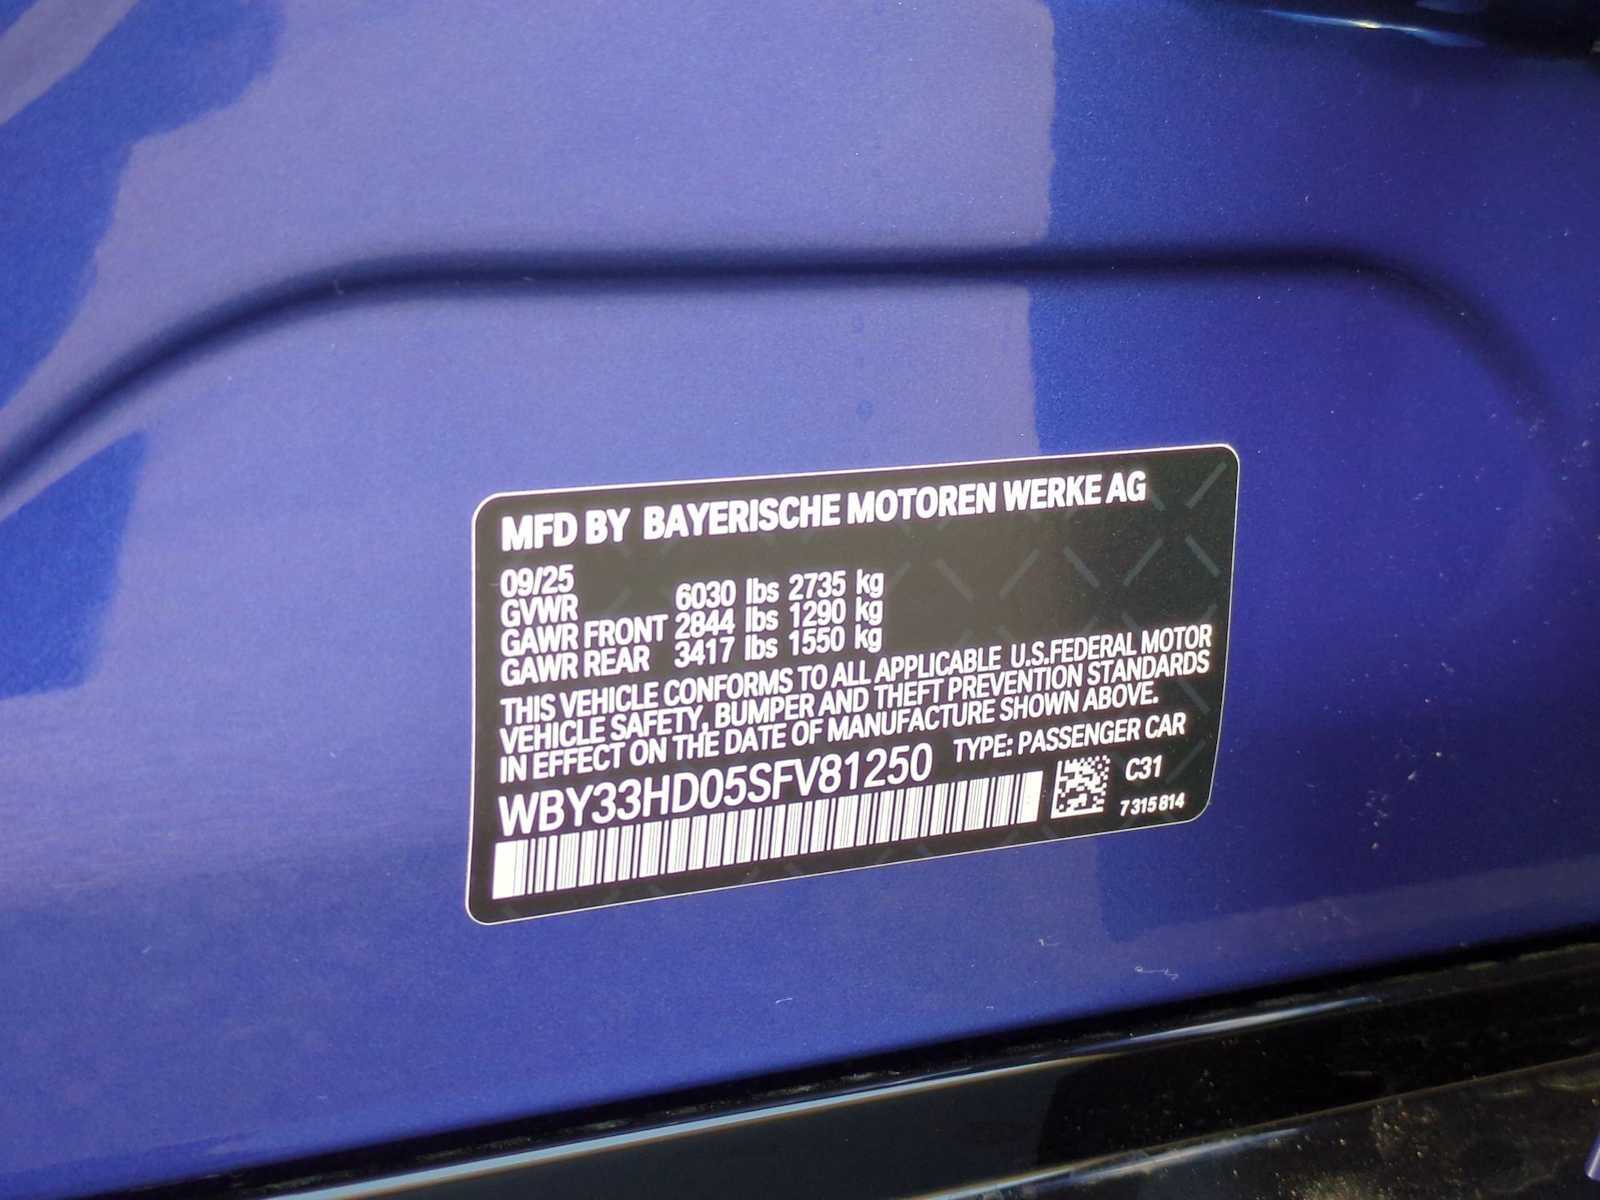 MFD BY BAYERISCHE MOTOREN WERKE AG
09/25
GVWR 6030 lbs 2735 kg
GAWR FRONT 2844 lbs 1290 kg
GAWR REAR 3417 lbs 1550 kg
THIS VEHICLE CONFORMS TO ALL APPLICABLE U.S.FEDERAL MOTOR
VEHICLE SAFETY, BUMPER AND THEFT PREVENTION STANDARDS
IN EFFECT ON THE DATE OF MANUFACTURE SHOWN ABOVE.
WBY33HD05SFV81250 TYPE: PASSENGER CAR
C31
7 315 814